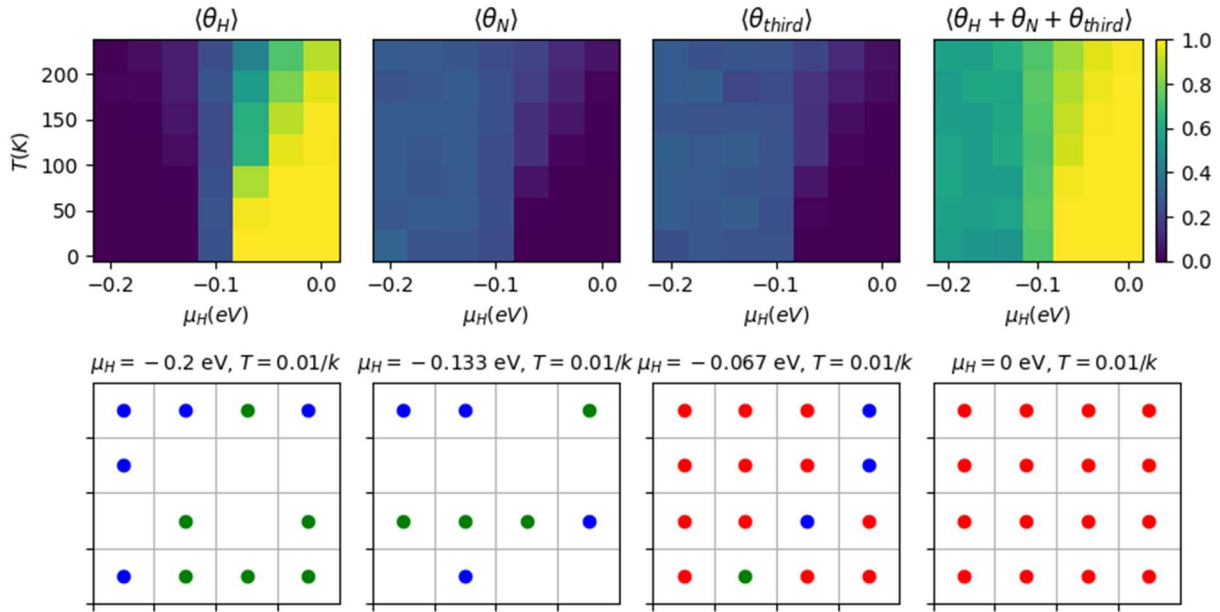 ⟨θ_H⟩ ⟨θ_N⟩ ⟨θ_third⟩ ⟨θ_H + θ_N + θ_third⟩
T(K)
200
150
100
50
0
1.0
0.8
0.6
0.4
0.2
0.0
−0.2 −0.1 0.0 −0.2 −0.1 0.0 −0.2 −0.1 0.0 −0.2 −0.1 0.0
μ_H(eV) μ_H(eV) μ_H(eV) μ_H(eV)
μ_H = −0.2 eV, T = 0.01/k μ_H = −0.133 eV, T = 0.01/k μ_H = −0.067 eV, T = 0.01/k μ_H = 0 eV, T = 0.01/k